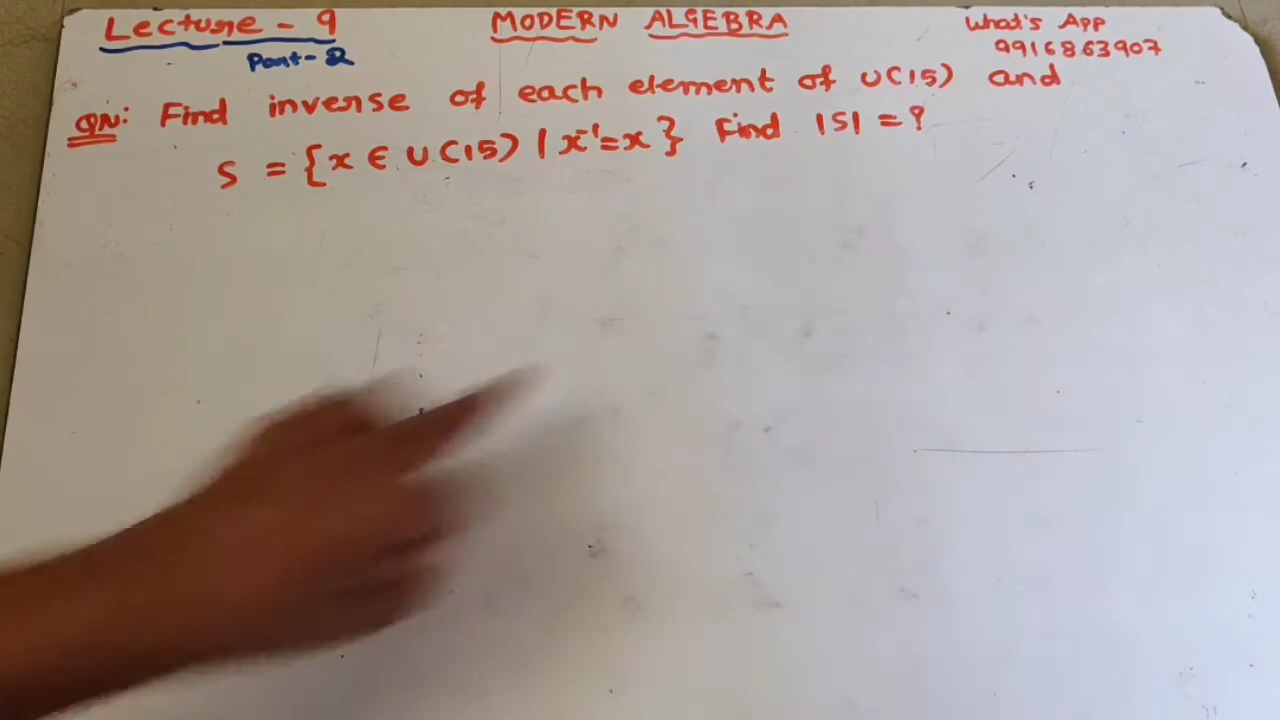 Lecture - 9 MODERN ALGEBRA What's App
Part-2 9916863907
QN: Find inverse of each element of U(15) and
S = {x ∈ U(15) | x⁻¹=x} Find |S| = ?